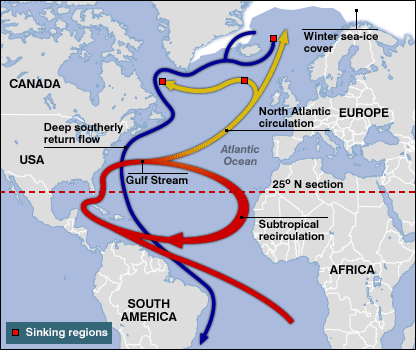 Winter sea-ice
cover
CANADA
North Atlantic
circulation
EUROPE
Deep southerly
return flow
Atlantic
Ocean
USA
Gulf Stream
25º N section
Subtropical
recirculation
AFRICA
SOUTH
AMERICA
Sinking regions